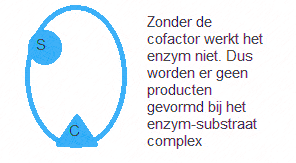 S
C
Zonder de
cofactor werkt het
enzym niet. Dus
worden er geen
producten
gevormd bij het
enzym-substraat
complex